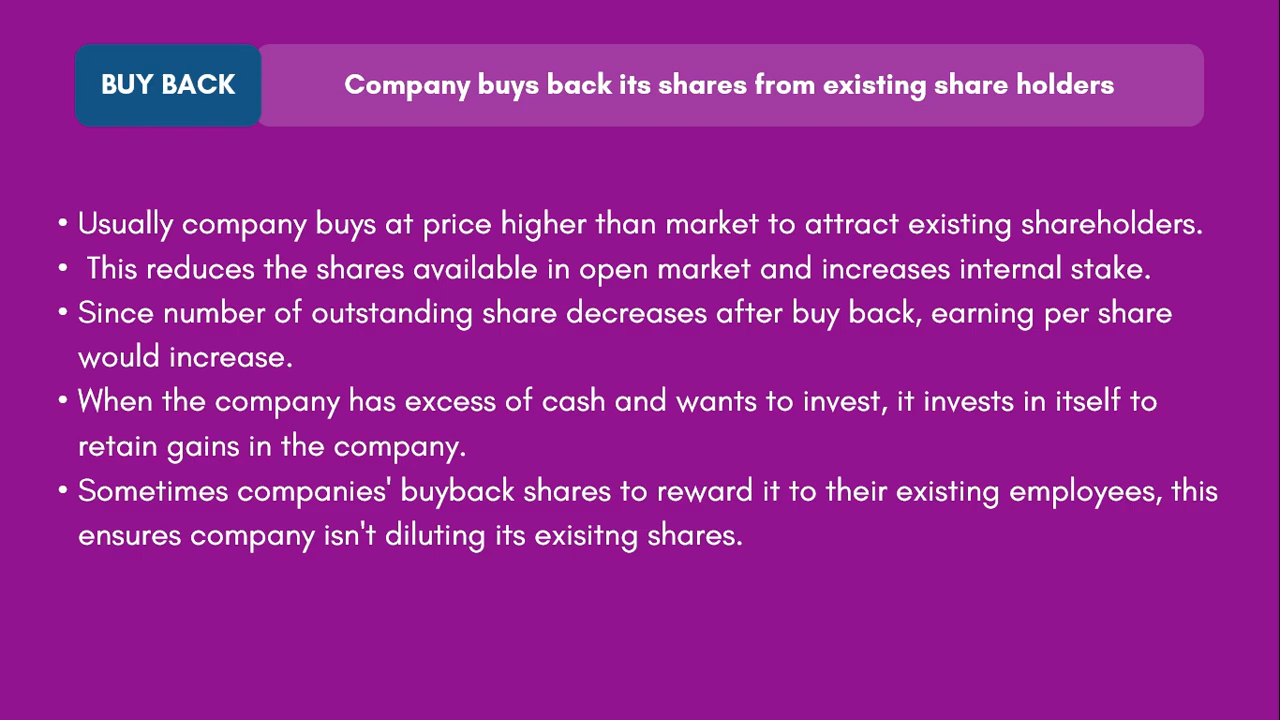 BUY BACK
Company buys back its shares from existing share holders
• Usually company buys at price higher than market to attract existing shareholders.
• This reduces the shares available in open market and increases internal stake.
• Since number of outstanding share decreases after buy back, earning per share
would increase.
• When the company has excess of cash and wants to invest, it invests in itself to
retain gains in the company.
• Sometimes companies' buyback shares to reward it to their existing employees, this
ensures company isn't diluting its exisitng shares.